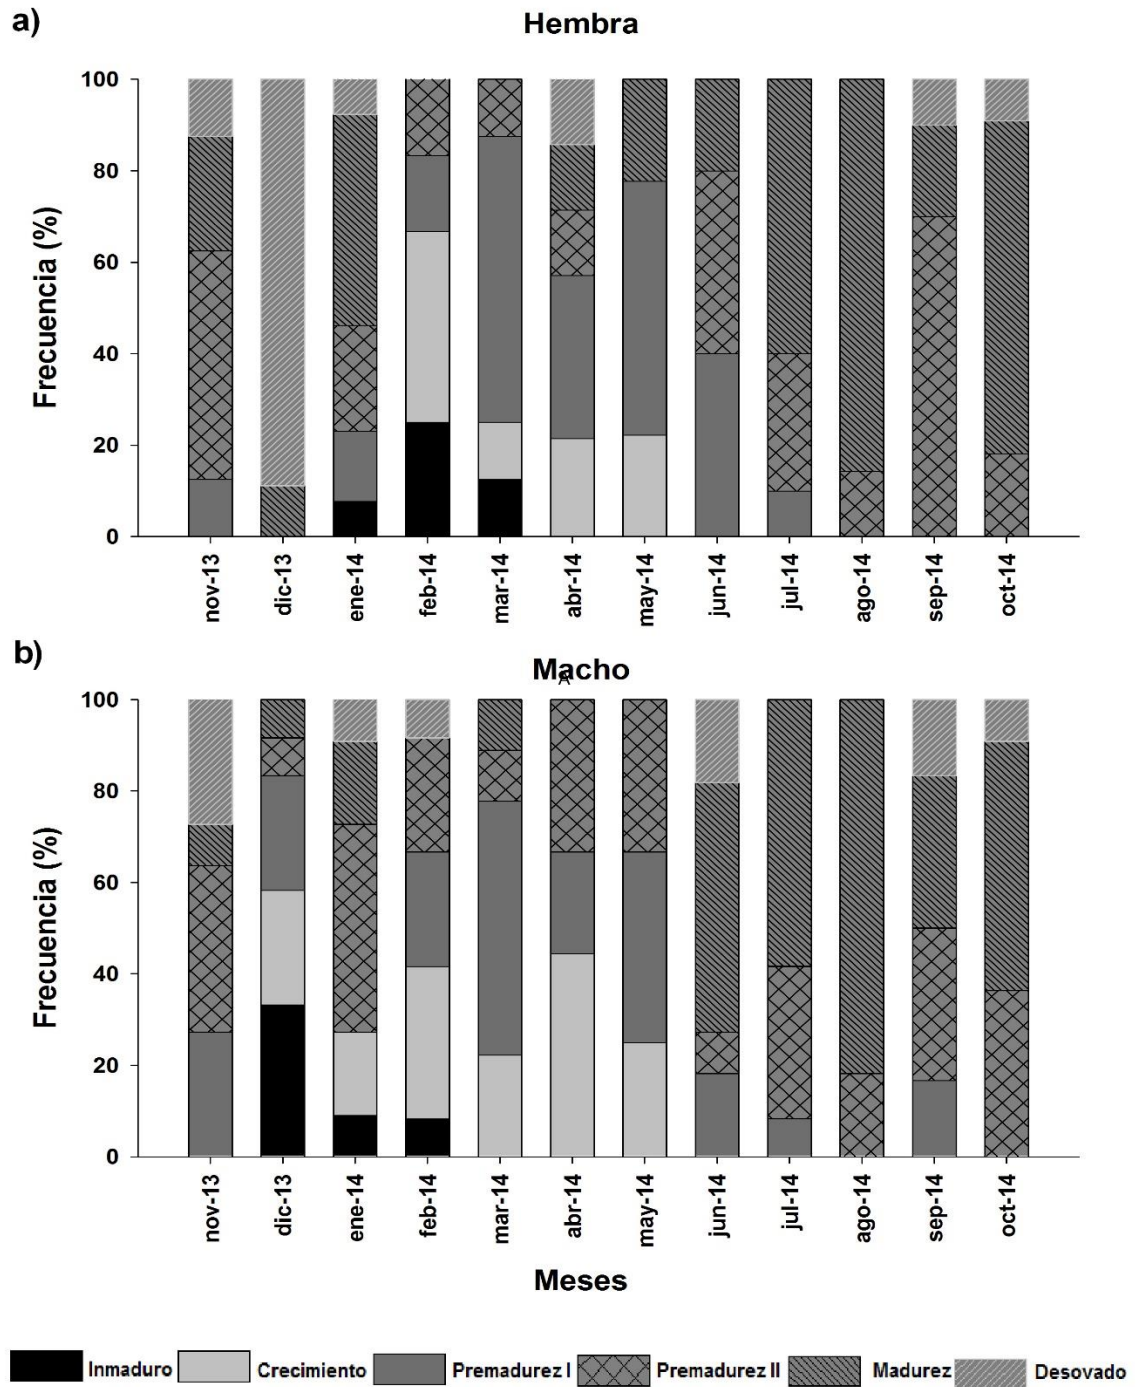 a)
Hembra
Frecuencia (%)
100
80
60
40
20
0
nov-13 dic-13 ene-14 feb-14 mar-14 abr-14 may-14 jun-14 jul-14 ago-14 sep-14 oct-14
b)
Macho
A
Frecuencia (%)
100
80
60
40
20
0
nov-13 dic-13 ene-14 feb-14 mar-14 abr-14 may-14 jun-14 jul-14 ago-14 sep-14 oct-14
Meses
Inmaduro Crecimiento Premadurez I Premadurez II Madurez Desovado